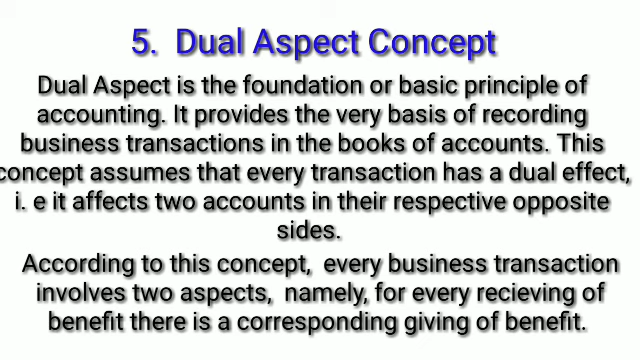 5. Dual Aspect Concept
Dual Aspect is the foundation or basic principle of
accounting. It provides the very basis of recording
business transactions in the books of accounts. This
concept assumes that every transaction has a dual effect,
i. e it affects two accounts in their respective opposite
sides.
According to this concept, every business transaction
involves two aspects, namely, for every recieving of
benefit there is a corresponding giving of benefit.